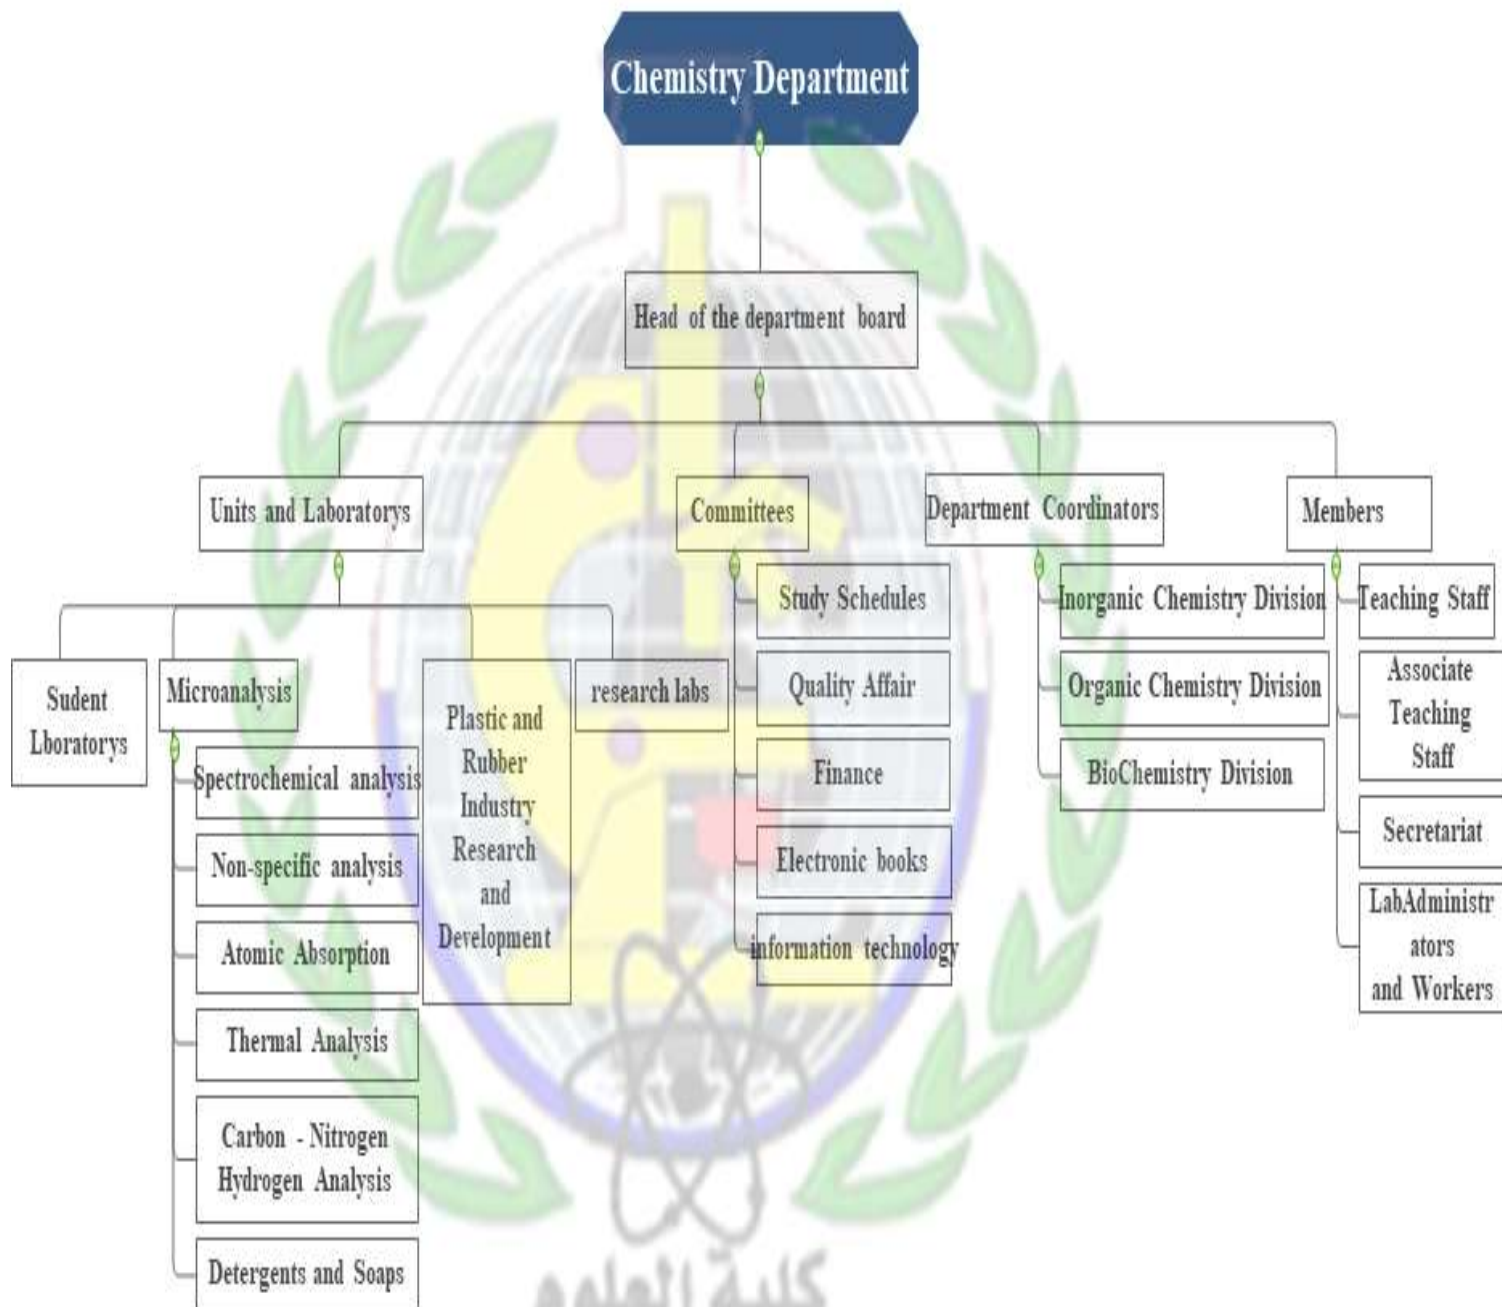 Chemistry Department
Head of the department board
Units and Laboratorys
Committees
Department Coordinators
Members
Sudent
Lboratorys
Microanalysis
Spectrochemical analysis
Non-specific analysis
Atomic Absorption
Thermal Analysis
Carbon - Nitrogen
Hydrogen Analysis
Detergents and Soaps
Plastic and
Rubber
Industry
Research
and
Development
research labs
Study Schedules
Quality Affair
Finance
Electronic books
information technology
Inorganic Chemistry Division
Organic Chemistry Division
BioChemistry Division
Teaching Staff
Associate
Teaching
Staff
Secretariat
LabAdministr
ators
and Workers
كلية العلوم